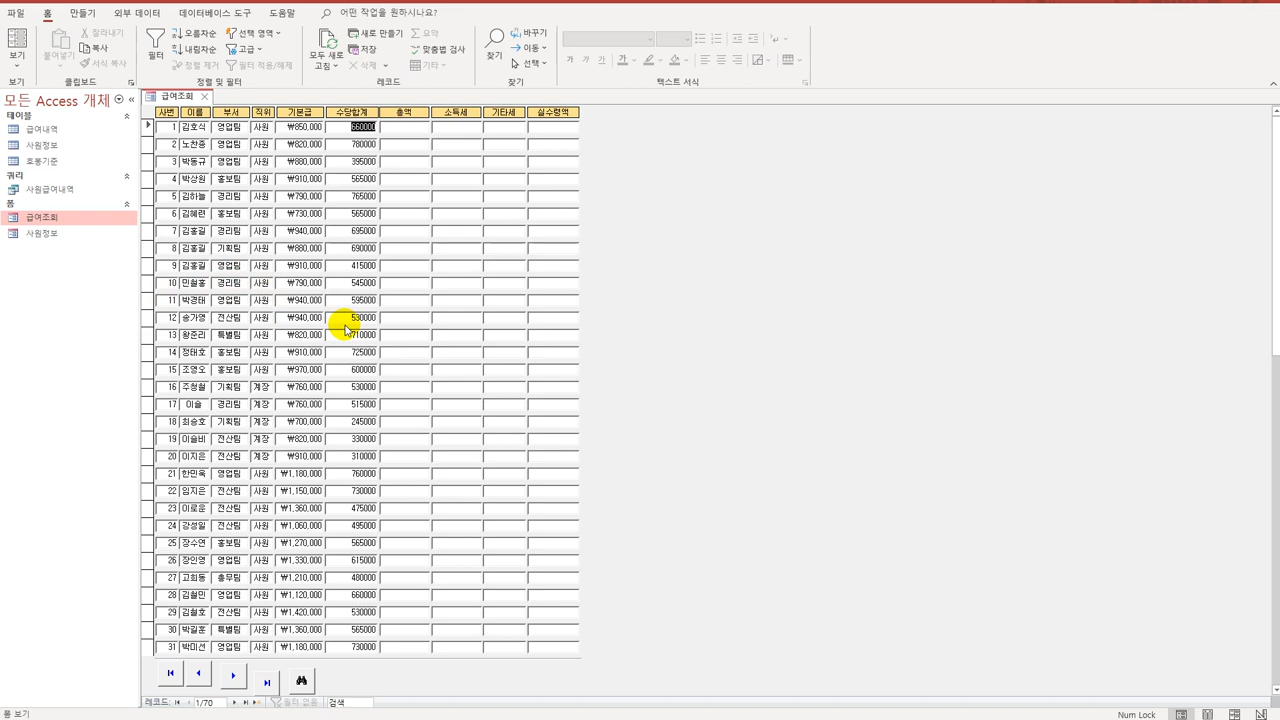 파일 홈 만들기 외부 데이터 데이터베이스 도구 도움말 어떤 작업을 원하시나요?
보기 붙여넣기 잘라내기 복사 서식 복사 필터 오름차순 내림차순 정렬 제거 선택 영역 고급 필터 적용/해제 모두 새로 고침 새로 만들기 저장 삭제 요약 맞춤법 검사 기타 찾기 바꾸기 이동 선택
보기 클립보드 정렬 및 필터 레코드 찾기 텍스트 서식
모든 Access 개체
테이블
급여내역
사원정보
호봉기준
쿼리
사원급여내역
폼
급여조회
사원정보
급여조회
사번 이름 부서 직위 기본급 수당합계 총액 소득세 기타세 실수령액
1 김호식 영업팀 사원 ₩850,000 660000
2 노찬종 영업팀 사원 ₩820,000 780000
3 박동규 영업팀 사원 ₩880,000 395000
4 박상원 홍보팀 사원 ₩910,000 565000
5 김하늘 경리팀 사원 ₩790,000 765000
6 김혜련 홍보팀 사원 ₩730,000 565000
7 김홍길 경리팀 사원 ₩940,000 695000
8 김홍길 기획팀 사원 ₩880,000 690000
9 김홍길 영업팀 사원 ₩910,000 415000
10 민철홍 경리팀 사원 ₩790,000 545000
11 박경태 영업팀 사원 ₩940,000 595000
12 송가영 전산팀 사원 ₩940,000 530000
13 왕준리 특별팀 사원 ₩820,000 710000
14 정태호 홍보팀 사원 ₩910,000 725000
15 조영오 홍보팀 사원 ₩970,000 600000
16 주청철 기획팀 계장 ₩760,000 530000
17 이슬 경리팀 계장 ₩760,000 515000
18 최승호 기획팀 계장 ₩700,000 245000
19 이슬비 전산팀 계장 ₩820,000 330000
20 이지은 전산팀 계장 ₩910,000 310000
21 한민욱 영업팀 사원 ₩1,180,000 760000
22 임지은 전산팀 사원 ₩1,150,000 730000
23 이로운 전산팀 사원 ₩1,360,000 475000
24 강성일 전산팀 사원 ₩1,060,000 495000
25 장수연 홍보팀 사원 ₩1,270,000 565000
26 장인영 영업팀 사원 ₩1,330,000 615000
27 고희동 총무팀 사원 ₩1,210,000 480000
28 김철민 영업팀 사원 ₩1,120,000 660000
29 김철호 전산팀 사원 ₩1,420,000 530000
30 박길훈 특별팀 사원 ₩1,360,000 565000
31 박미선 영업팀 사원 ₩1,180,000 730000
레코드: 1/70 필터 없음 검색
폼 보기 Num Lock